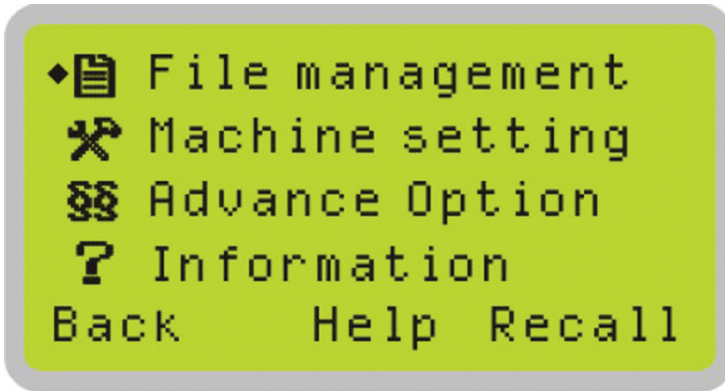 File management
Machine setting
§§ Advance Option
? Information
Back Help Recall